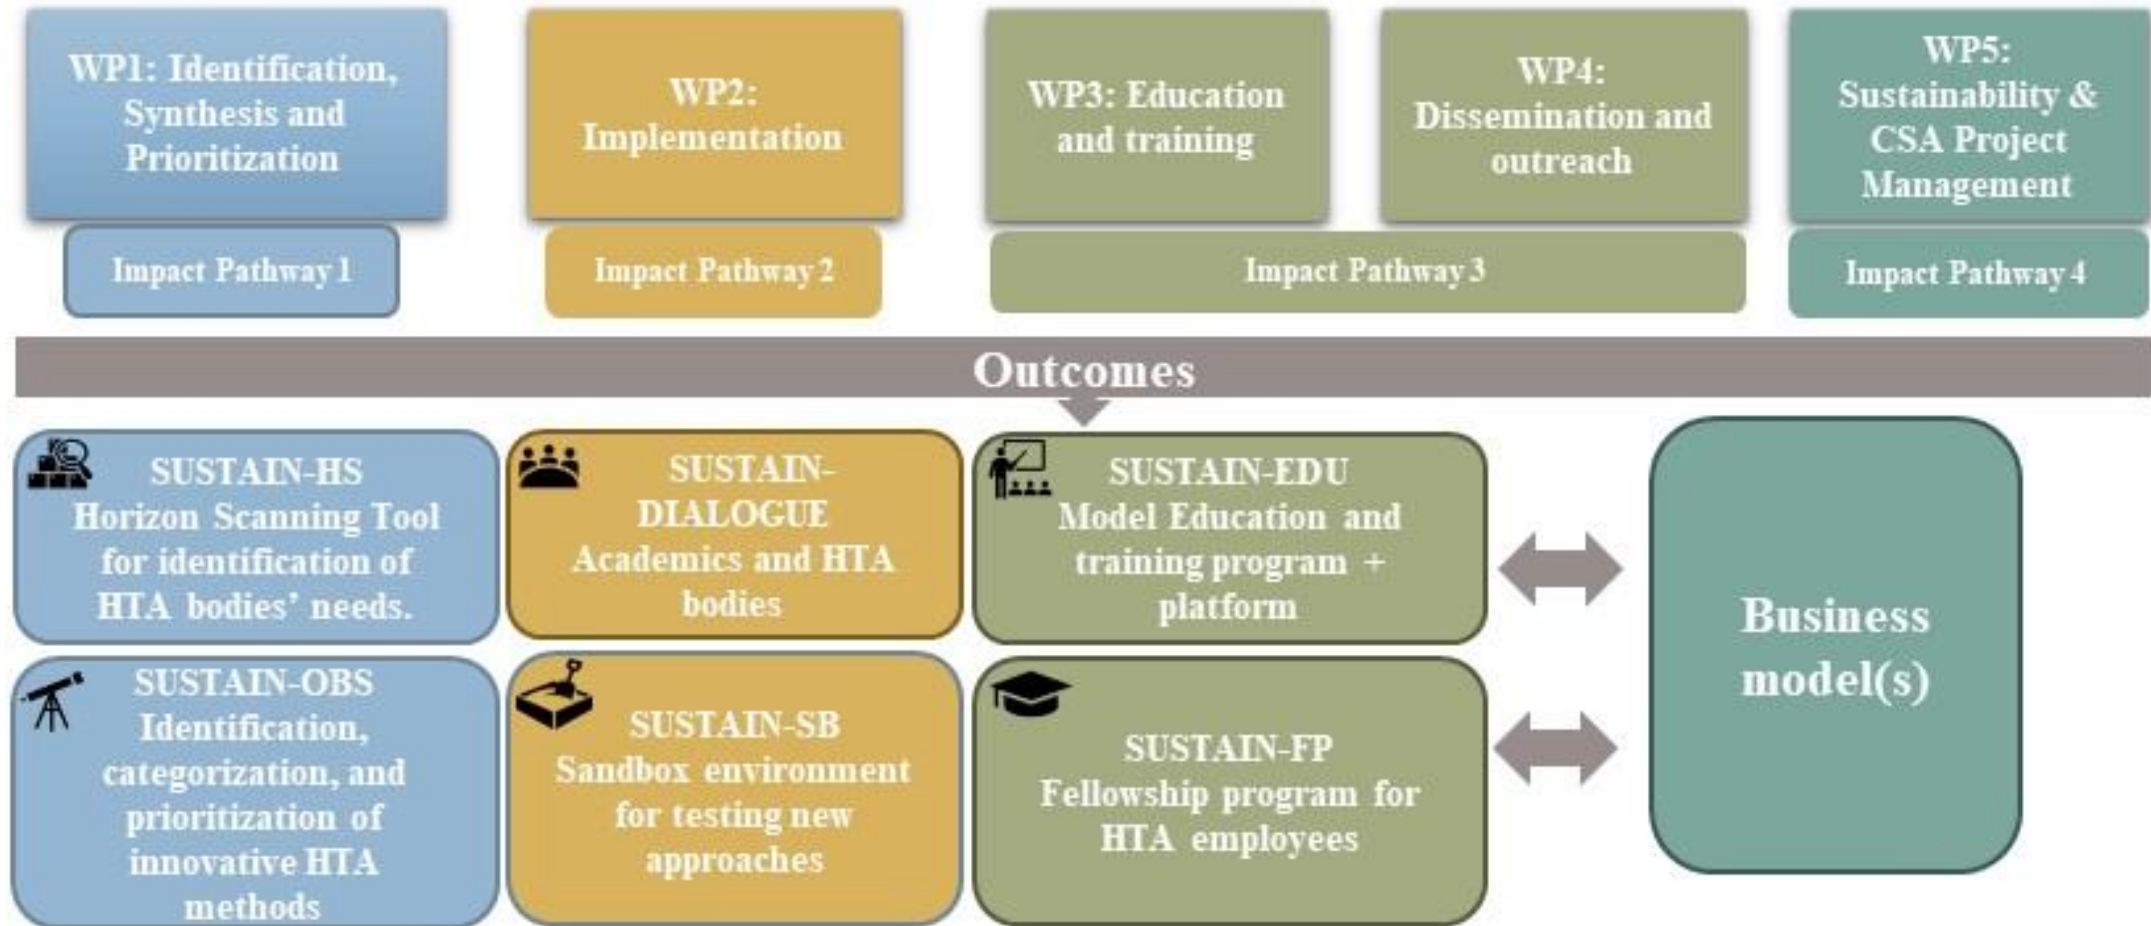 WP1: Identification,
Synthesis and
Prioritization
WP2:
Implementation
WP3: Education
and training
WP4:
Dissemination and
outreach
WP5:
Sustainability &
CSA Project
Management
Impact Pathway 1
Impact Pathway 2
Impact Pathway 3
Impact Pathway 4
Outcomes
SUSTAIN-HS
Horizon Scanning Tool
for identification of
HTA bodies’ needs.
SUSTAIN-
DIALOGUE
Academics and HTA
bodies
SUSTAIN-EDU
Model Education and
training program +
platform
Business
model(s)
SUSTAIN-OBS
Identification,
categorization, and
prioritization of
innovative HTA
methods
SUSTAIN-SB
Sandbox environment
for testing new
approaches
SUSTAIN-FP
Fellowship program for
HTA employees